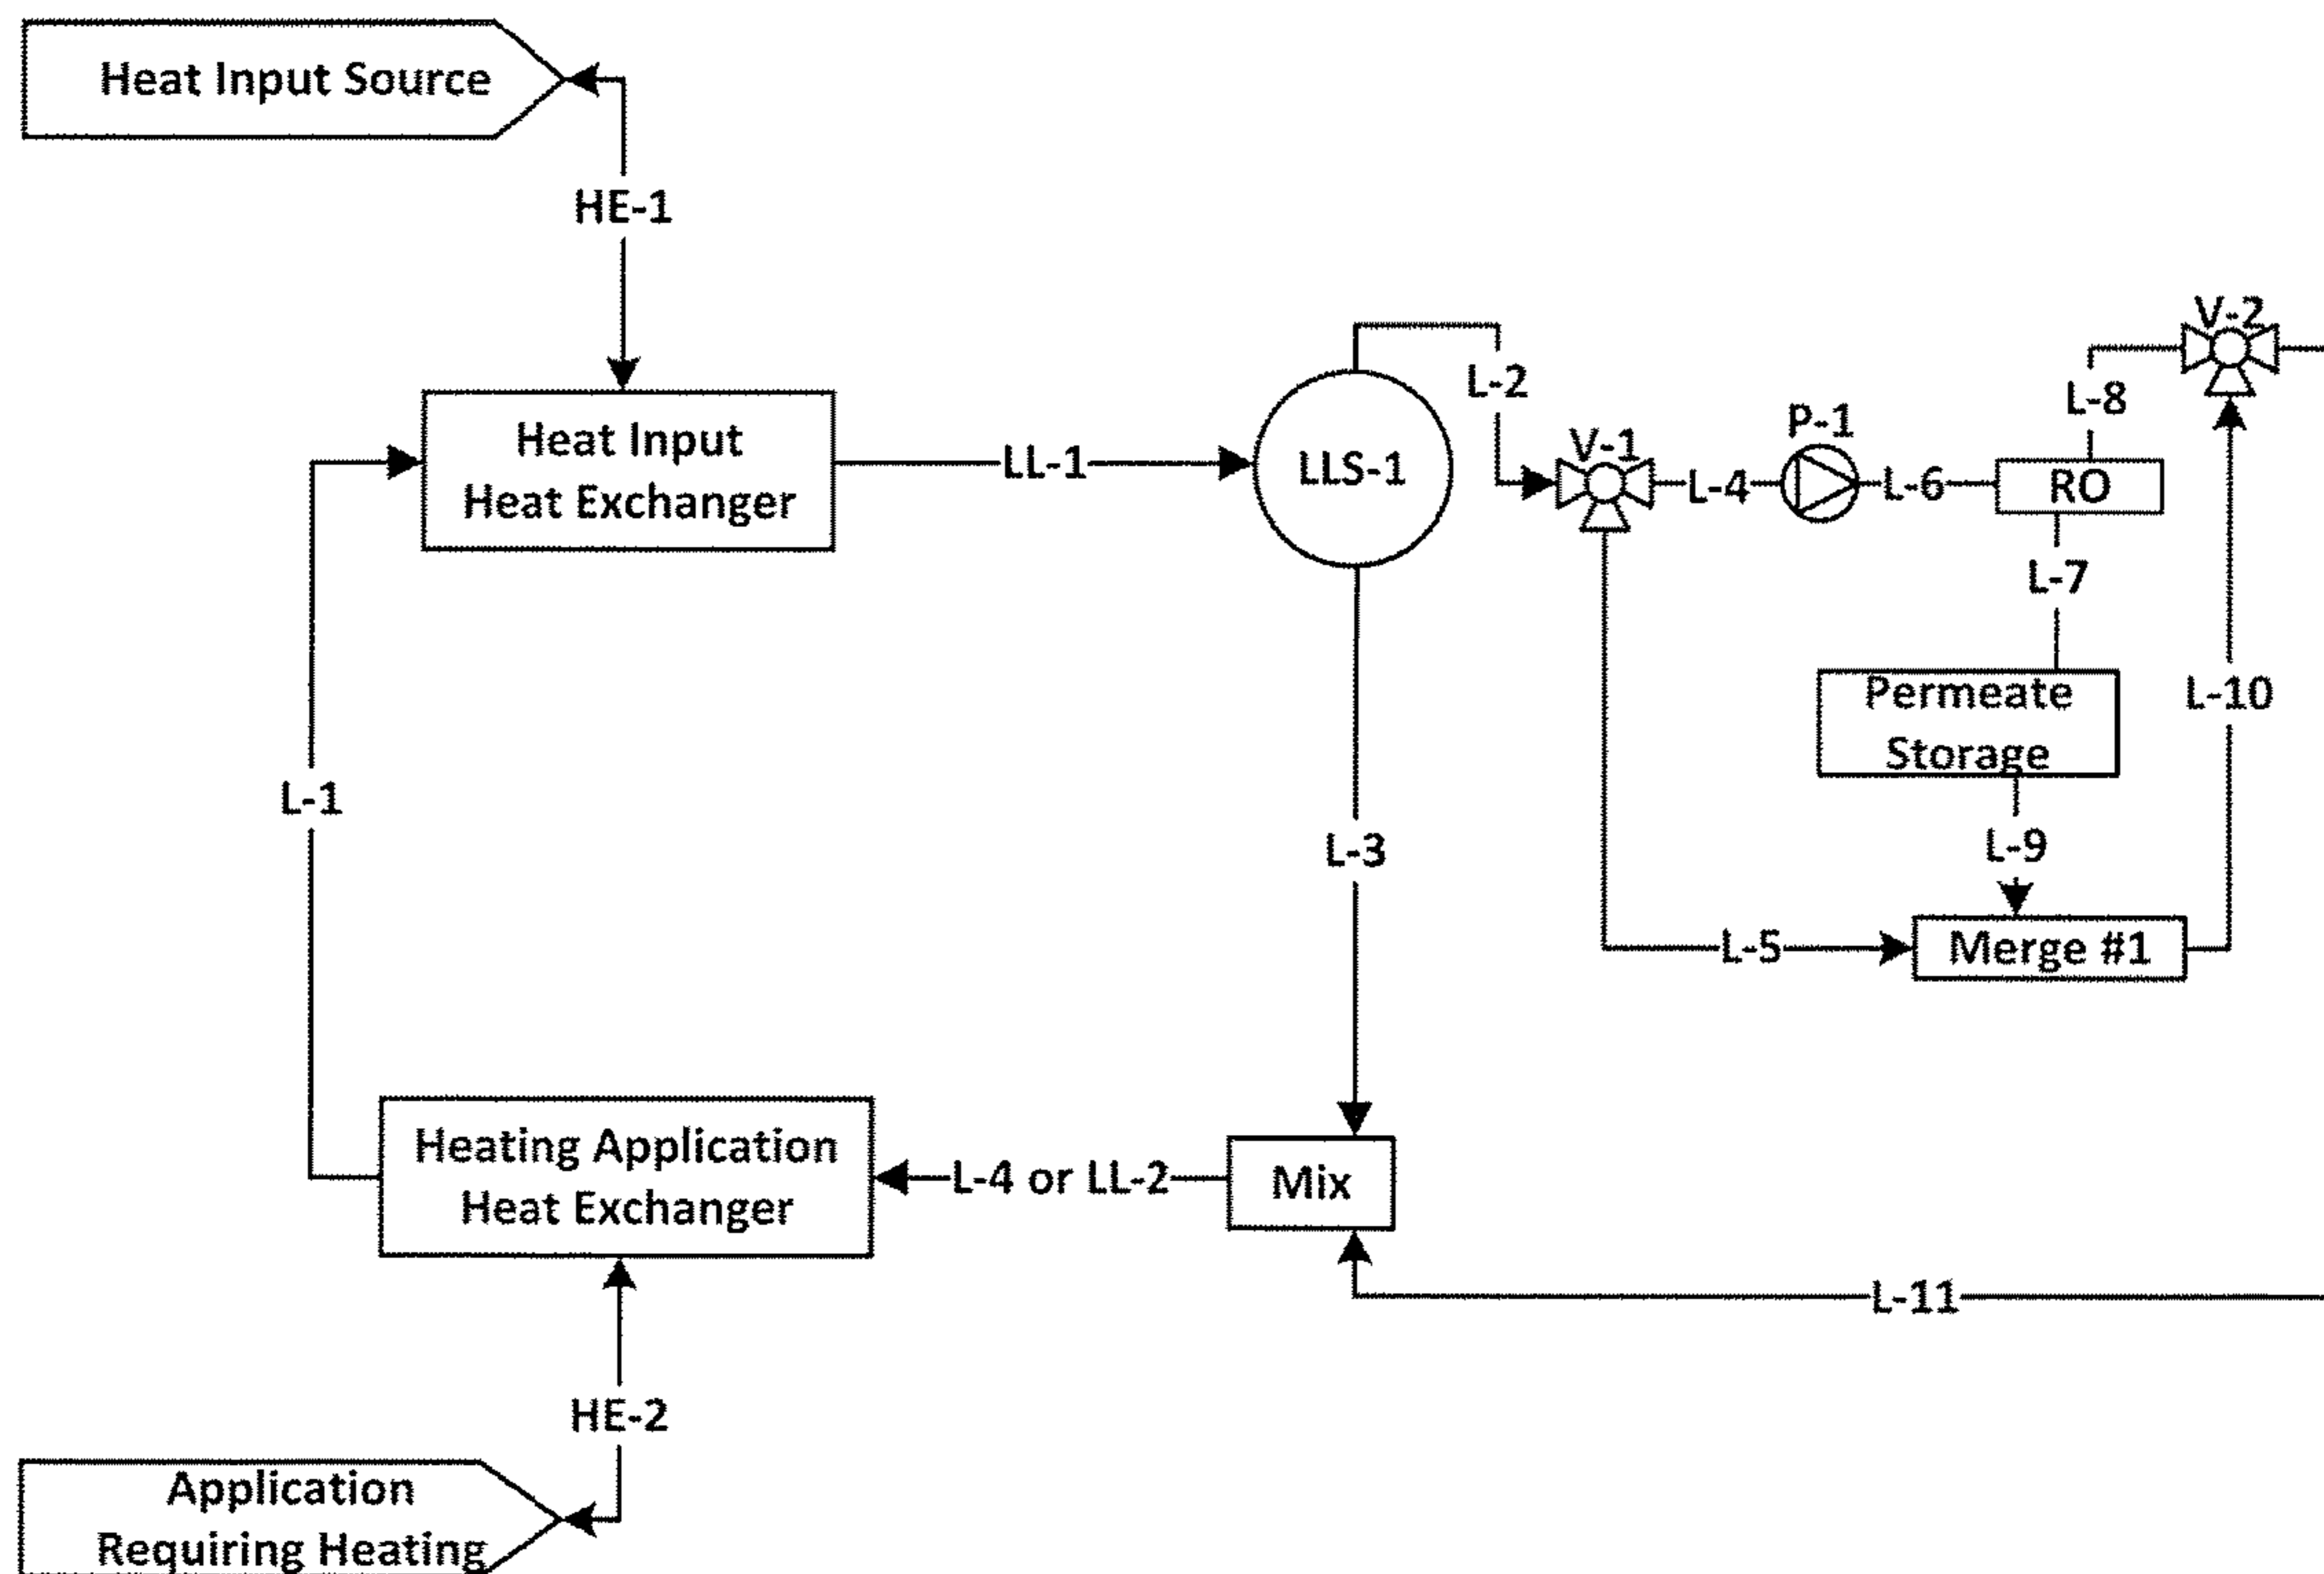 Heat Input Source
HE-1
V-2
Heat Input
Heat Exchanger
LL-1
LLS-1
L-2
V-1
L-4
P-1
L-6
L-8
RO
L-7
Permeate
Storage
L-10
L-1
L-3
L-9
L-5
Merge #1
Heating Application
Heat Exchanger
L-4 or LL-2
Mix
L-11
HE-2
Application
Requiring Heating